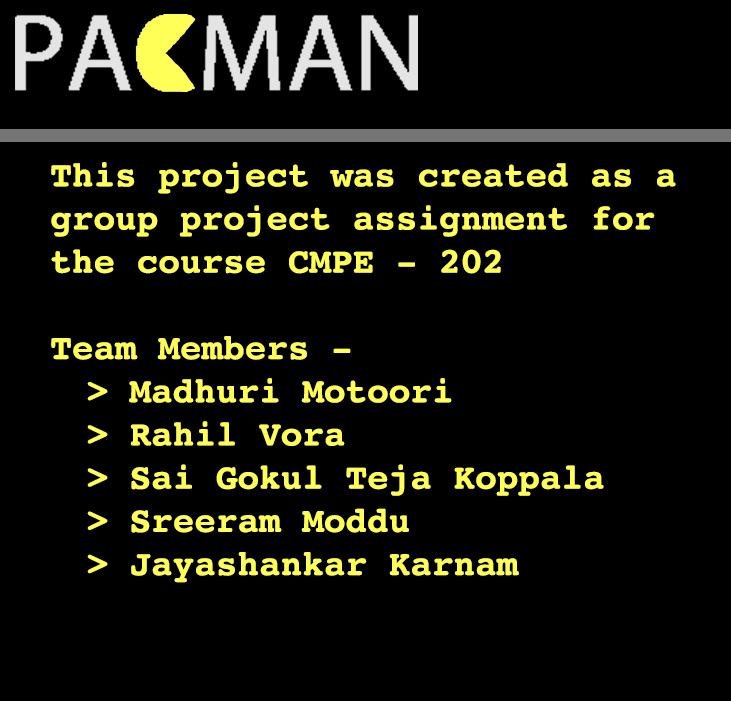 PACMAN
This project was created as a
group project assignment for
the course CMPE - 202
Team Members -
> Madhuri Motoori
> Rahil Vora
> Sai Gokul Teja Koppala
> Sreeram Moddu
> Jayashankar Karnam